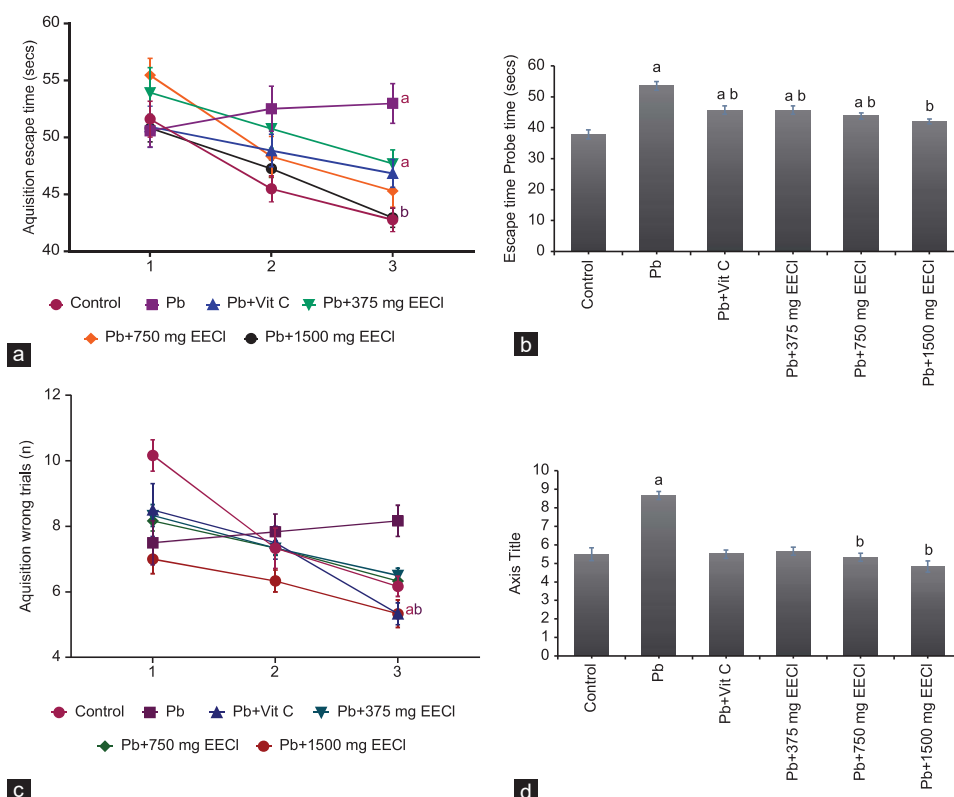 60
55
50
45
40
Aquisition escape time (secs)
a
a
b
1 2 3
Control Pb Pb+Vit C Pb+375 mg EECl
Pb+750 mg EECl Pb+1500 mg EECl
a
60
50
40
30
20
10
0
Escape time Probe time (secs)
a
a b
a b
a b
b
Control
Pb
Pb+Vit C
Pb+375 mg EECl
Pb+750 mg EECl
Pb+1500 mg EECl
b
12
10
8
6
4
Aquisition wrong trials (n)
ab
1 2 3
Control Pb Pb+Vit C Pb+375 mg EECl
Pb+750 mg EECl Pb+1500 mg EECl
c
10
9
8
7
6
5
4
3
2
1
0
Axis Title
a
b
b
Control
Pb
Pb+Vit C
Pb+375 mg EECl
Pb+750 mg EECl
Pb+1500 mg EECl
d